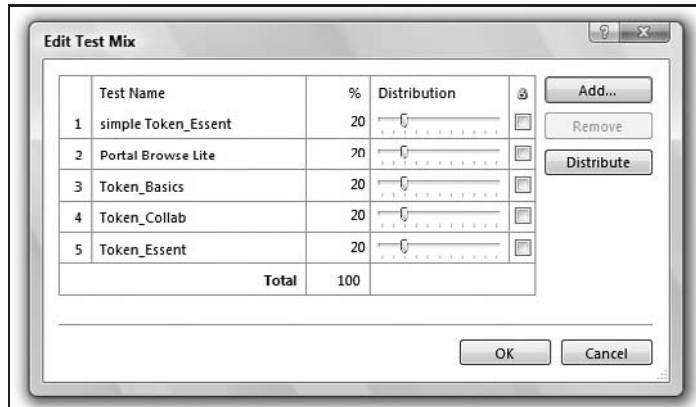 Edit Test Mix
Test Name % Distribution
Add...
1 simple Token_Essent 20
Remove
2 Portal Browse Lite 20
Distribute
3 Token_Basics 20
4 Token_Collab 20
5 Token_Essent 20
Total 100
OK Cancel